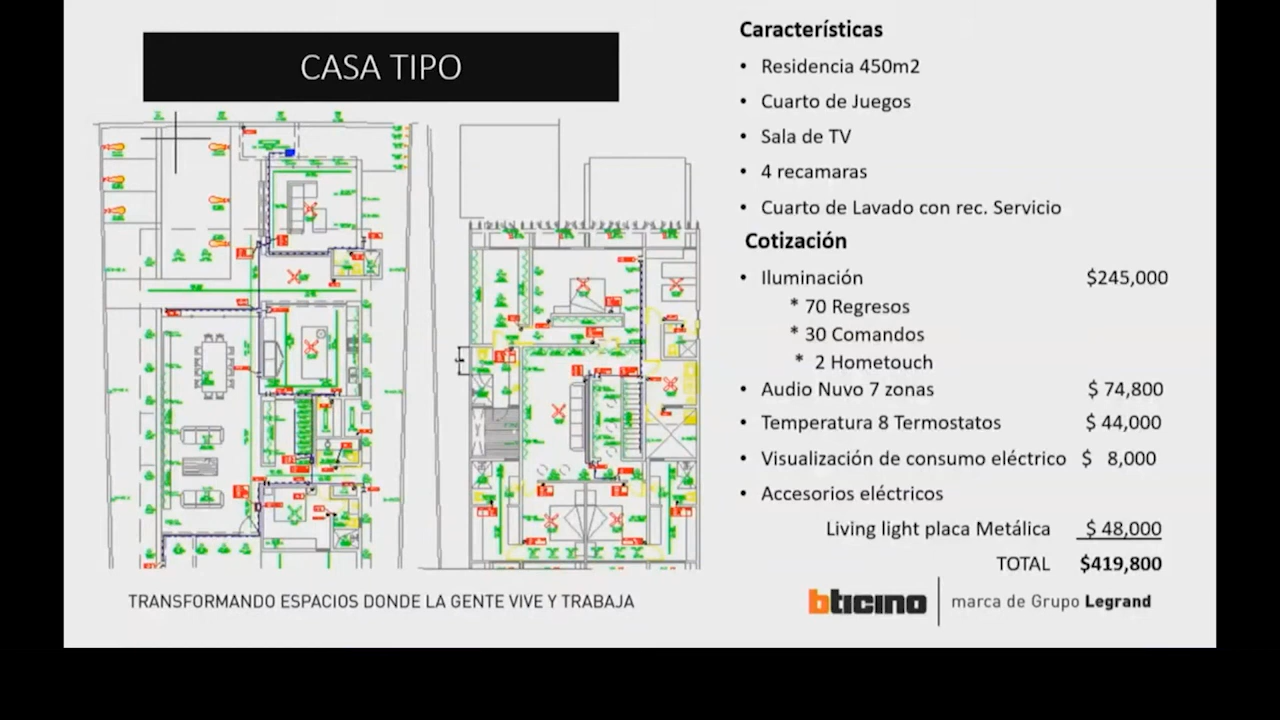 CASA TIPO
Características
• Residencia 450m2
• Cuarto de Juegos
• Sala de TV
• 4 recamaras
• Cuarto de Lavado con rec. Servicio
Cotización
• Iluminación $245,000
* 70 Regresos
* 30 Comandos
* 2 Hometouch
• Audio Nuvo 7 zonas $ 74,800
• Temperatura 8 Termostatos $ 44,000
• Visualización de consumo eléctrico $ 8,000
• Accesorios eléctricos
Living light placa Metálica $ 48,000
TOTAL $419,800
TRANSFORMANDO ESPACIOS DONDE LA GENTE VIVE Y TRABAJA
bticino marca de Grupo Legrand